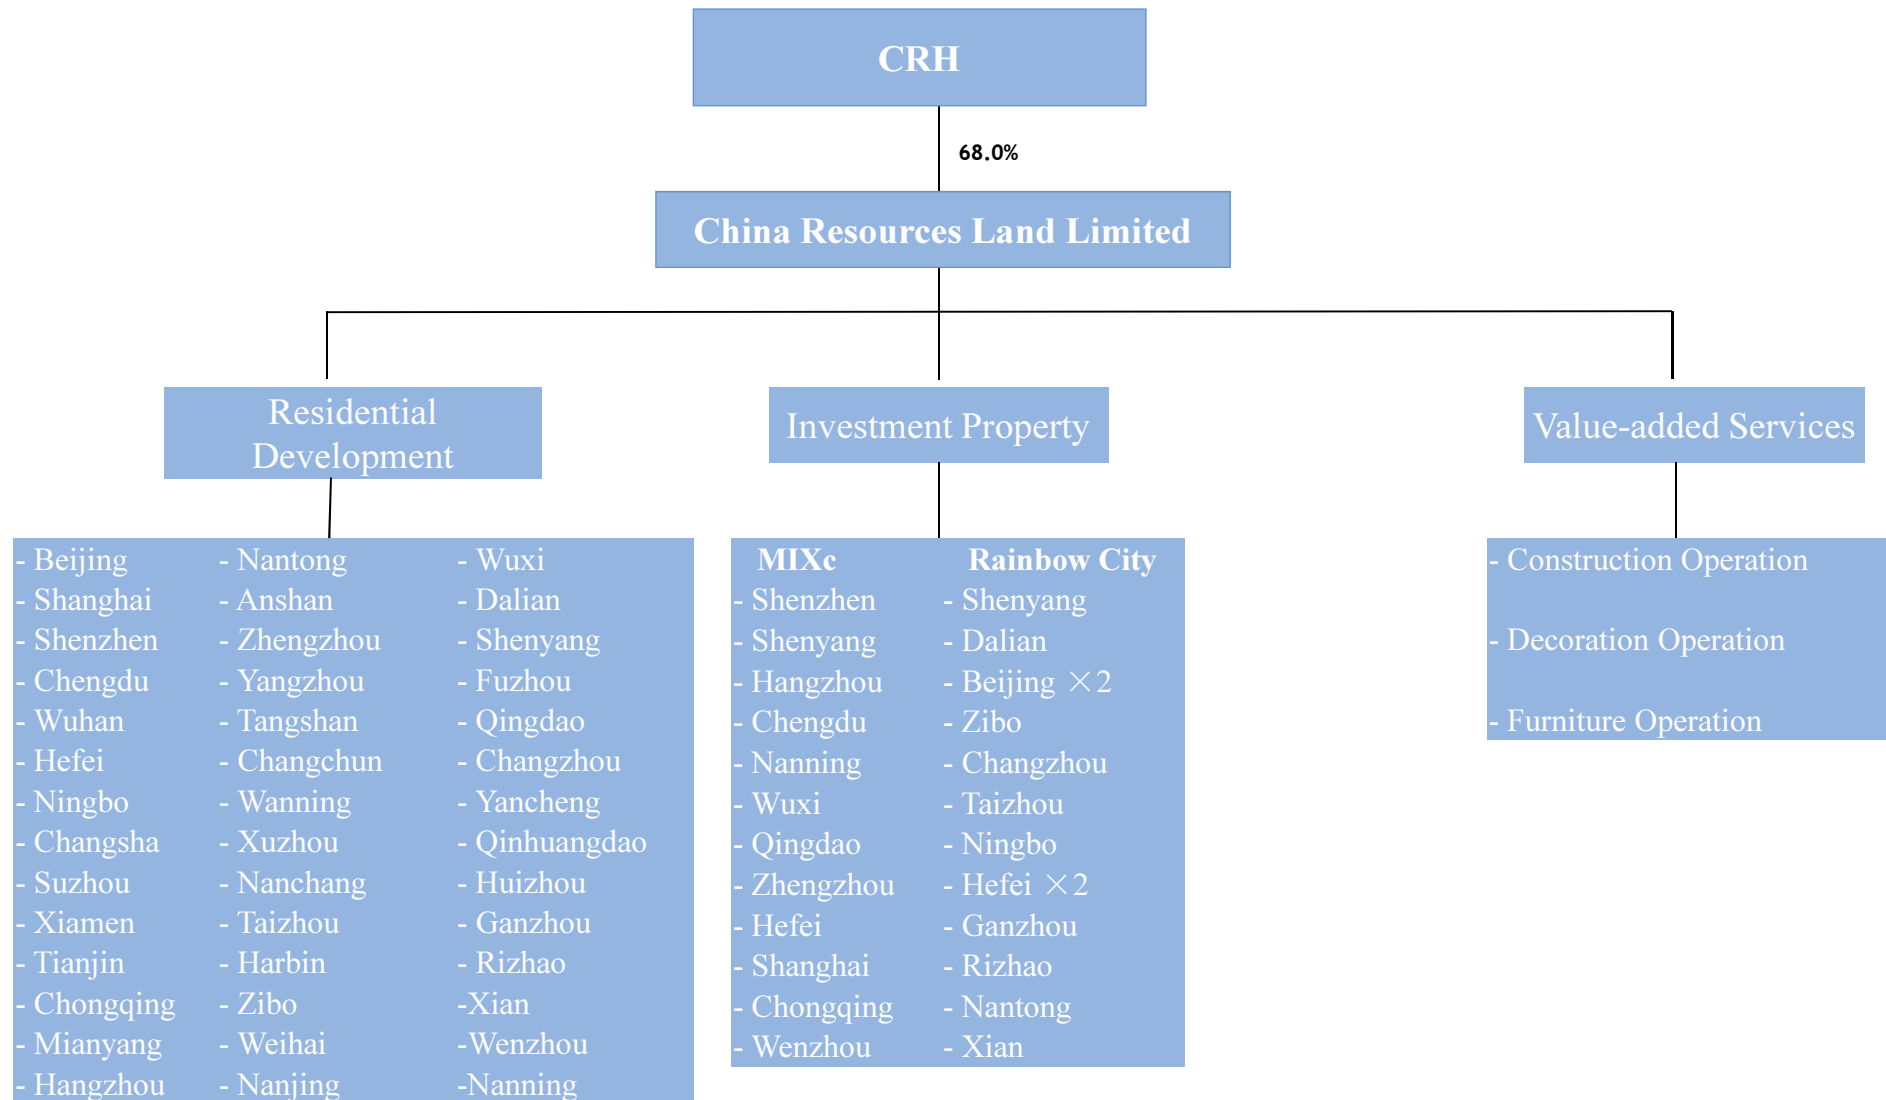 CRH
68.0%
China Resources Land Limited
Residential
Development
Investment Property
Value-added Services
- Beijing - Nantong - Wuxi
- Shanghai - Anshan - Dalian
- Shenzhen - Zhengzhou - Shenyang
- Chengdu - Yangzhou - Fuzhou
- Wuhan - Tangshan - Qingdao
- Hefei - Changchun - Changzhou
- Ningbo - Wanning - Yancheng
- Changsha - Xuzhou - Qinhuangdao
- Suzhou - Nanchang - Huizhou
- Xiamen - Taizhou - Ganzhou
- Tianjin - Harbin - Rizhao
- Chongqing - Zibo -Xian
- Mianyang - Weihai -Wenzhou
- Hangzhou - Nanjing -Nanning
MIXc Rainbow City
- Shenzhen - Shenyang
- Shenyang - Dalian
- Hangzhou - Beijing ×2
- Chengdu - Zibo
- Nanning - Changzhou
- Wuxi - Taizhou
- Qingdao - Ningbo
- Zhengzhou - Hefei ×2
- Hefei - Ganzhou
- Shanghai - Rizhao
- Chongqing - Nantong
- Wenzhou - Xian
- Construction Operation
- Decoration Operation
- Furniture Operation